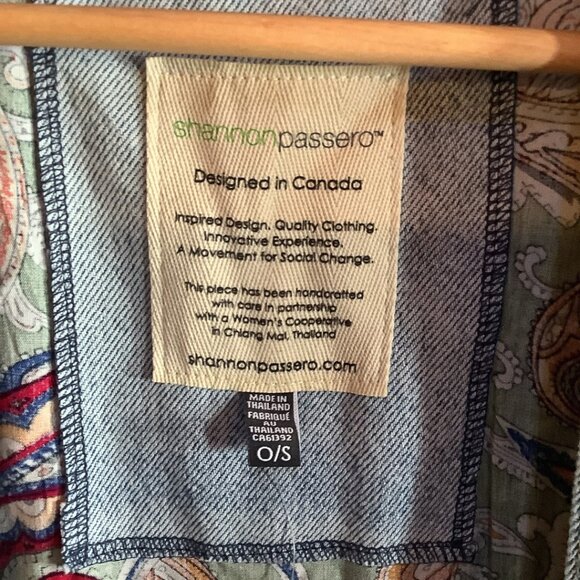 shannonpassero™
Designed in Canada
Inspired Design. Quality Clothing.
Innovative Experience.
A Movement for Social Change.
This piece has been handcrafted
with care in partnership
with a Women's Cooperative
in Chiang Mai, Thailand
shannonpassero.com
MADE IN
THAILAND
FABRIQUÉ
AU
THAILAND
CA61392
O/S